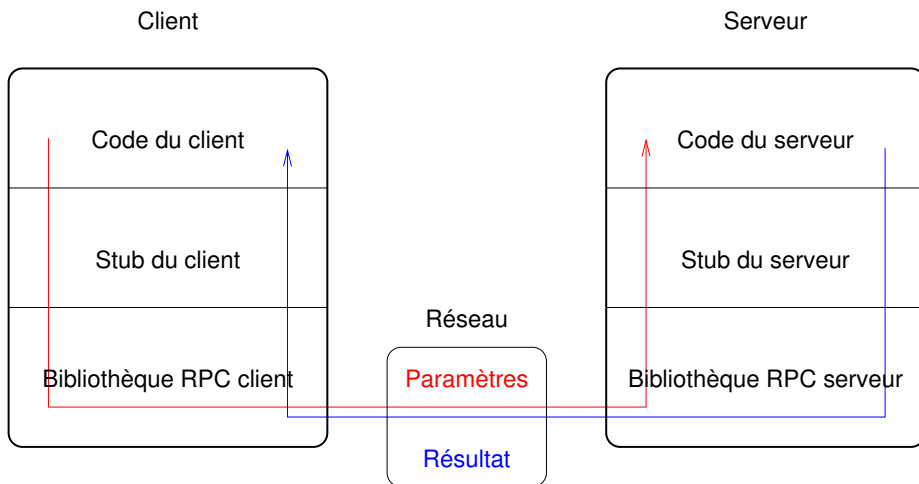 Client
Serveur
Code du client
Code du serveur
Stub du client
Stub du serveur
Réseau
Bibliothèque RPC client
Paramètres
Bibliothèque RPC serveur
Résultat